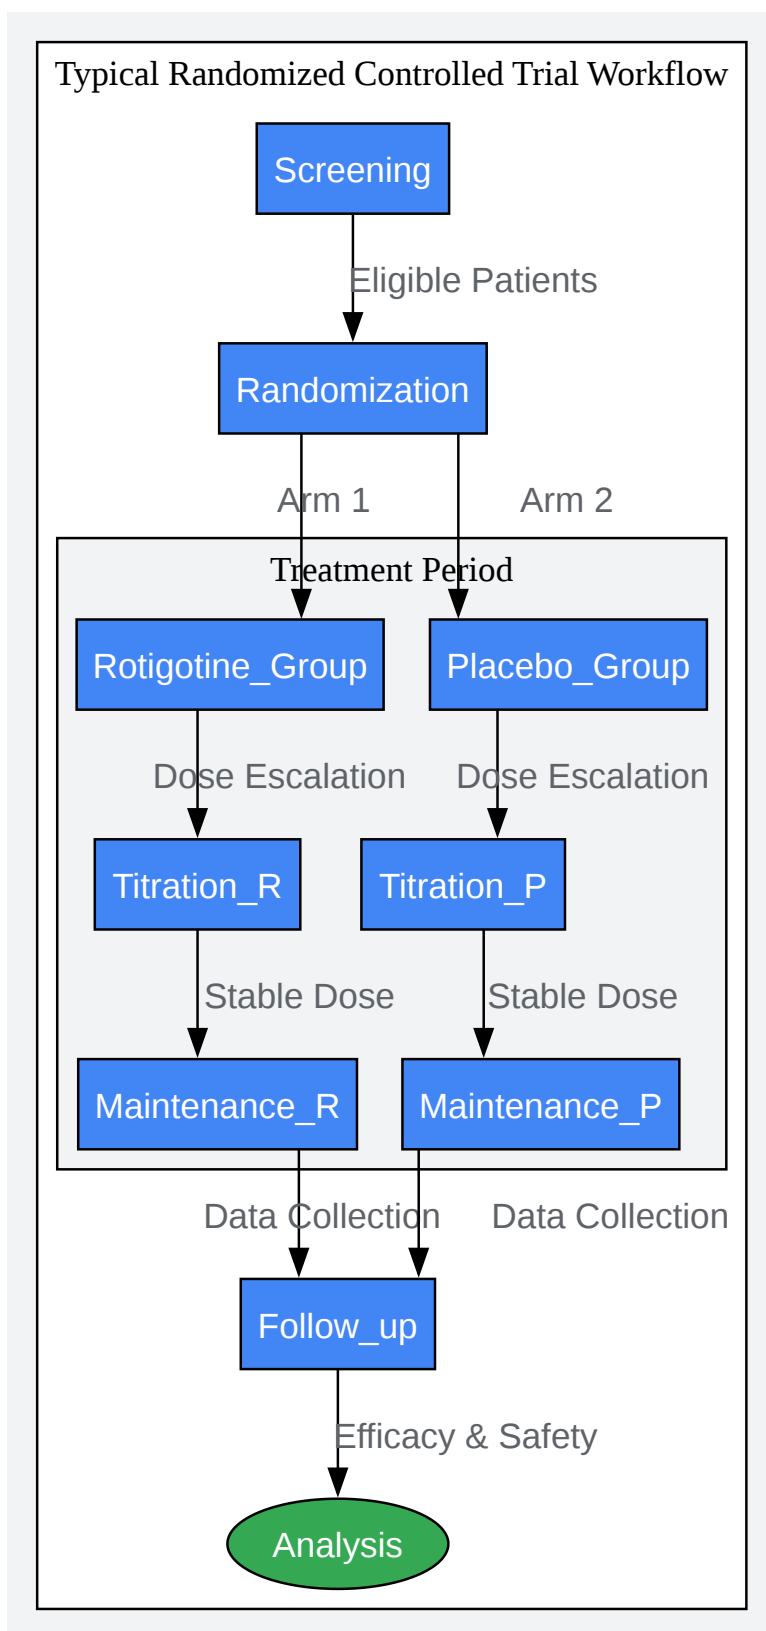 Typical Randomized Controlled Trial Workflow
Screening
Eligible Patients
Randomization
Arm 1
Arm 2
Treatment Period
Rotigotine_Group
Placebo_Group
Dose Escalation
Dose Escalation
Titration_R
Titration_P
Stable Dose
Stable Dose
Maintenance_R
Maintenance_P
Data Collection
Data Collection
Follow_up
Efficacy & Safety
Analysis